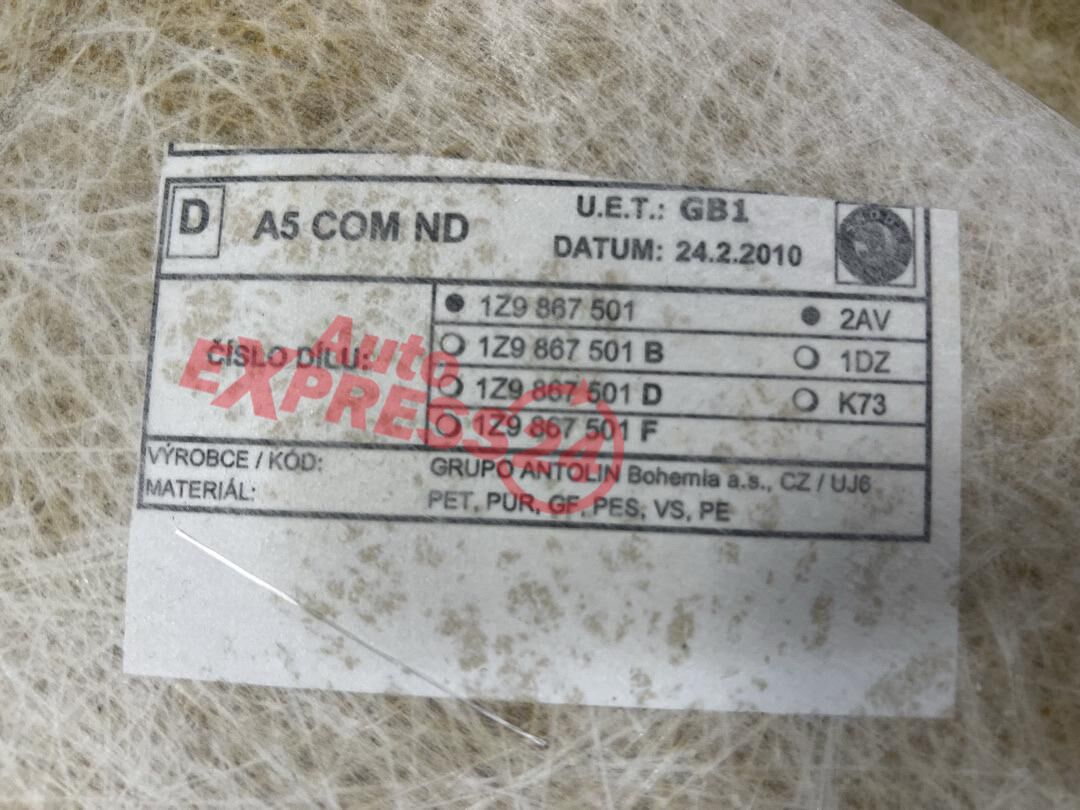 D
A5 COM ND
U.E.T.: GB1
DATUM: 24.2.2010
ČÍSLO DÍLU:
1Z9 867 501
2AV
1Z9 867 501 B
1DZ
1Z9 867 501 D
K73
1Z9 867 501 F
VÝROBCE / KÓD:
GRUPO ANTOLIN Bohemia a.s., CZ / UJ6
MATERIÁL:
PET, PUR, GF, PES, VS, PE
Auto
EXPRESS24